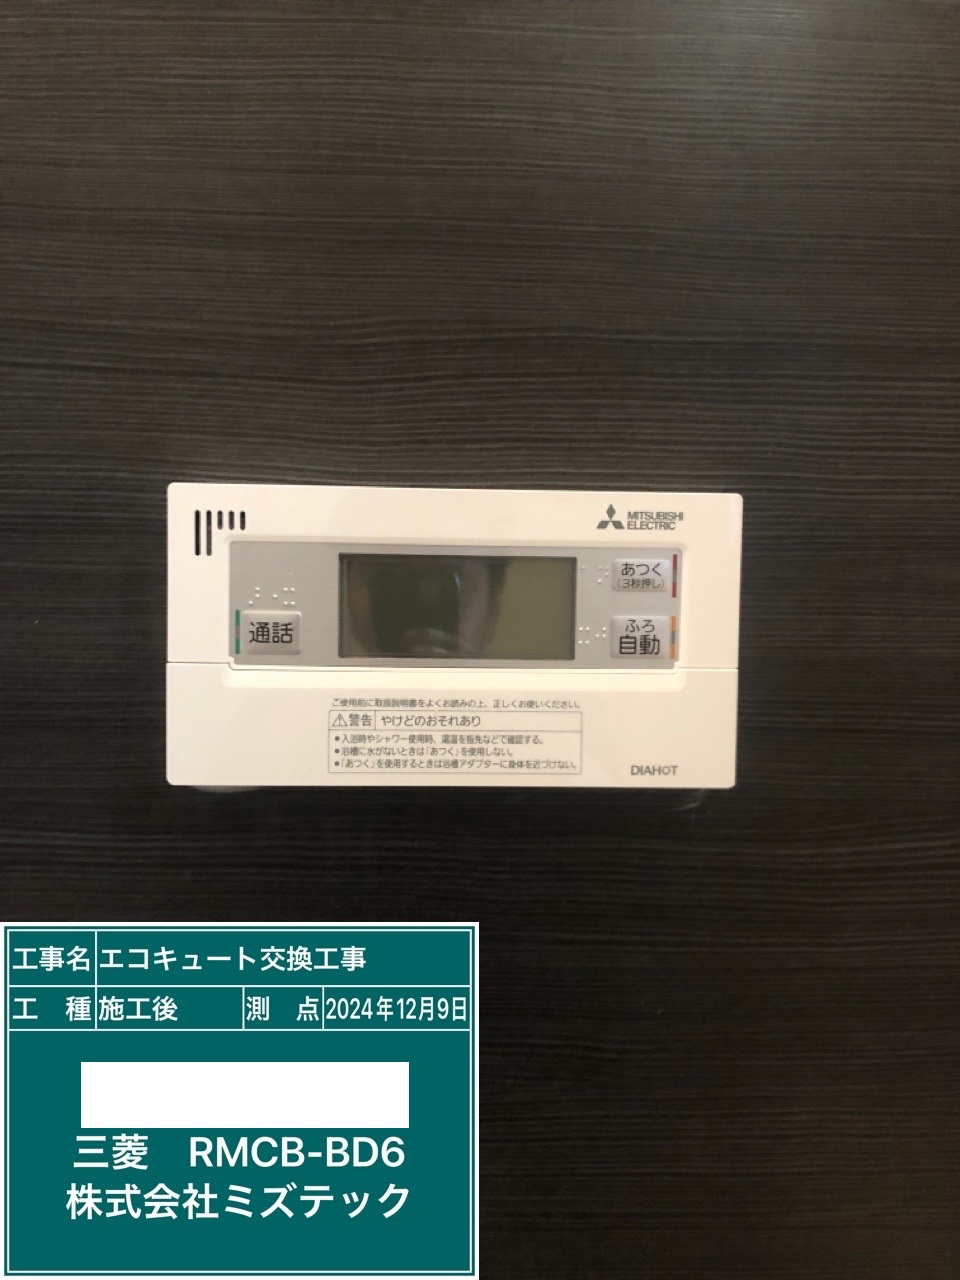 MITSUBISHI
ELECTRIC
あつく
(3秒押し)
通話
ふろ
自動
ご使用前に取扱説明書をよくお読みの上、正しくお使いください。
⚠警告 やけどのおそれあり
●入浴時やシャワー使用時、湯温を指先などで確認する。
●浴槽に水がないときは「あつく」を使用しない。
●「あつく」を使用するときは浴槽アダプターに身体を近づけない。
DIAHOT
工事名 エコキュート交換工事
工 種 施工後 測 点 2024年12月9日
三菱 RMCB-BD6
株式会社ミズテック